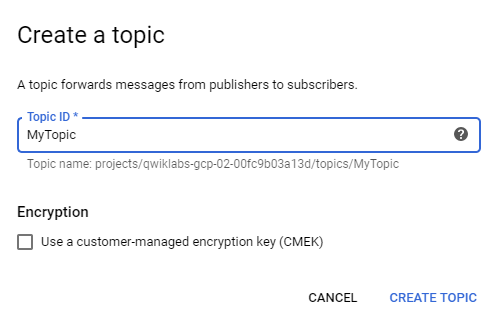 Create a topic
A topic forwards messages from publishers to subscribers.
Topic ID *
MyTopic
?
Topic name: projects/qwiklabs-gcp-02-00fc9b03a13d/topics/MyTopic
Encryption
Use a customer-managed encryption key (CMEK)
CANCEL CREATE TOPIC